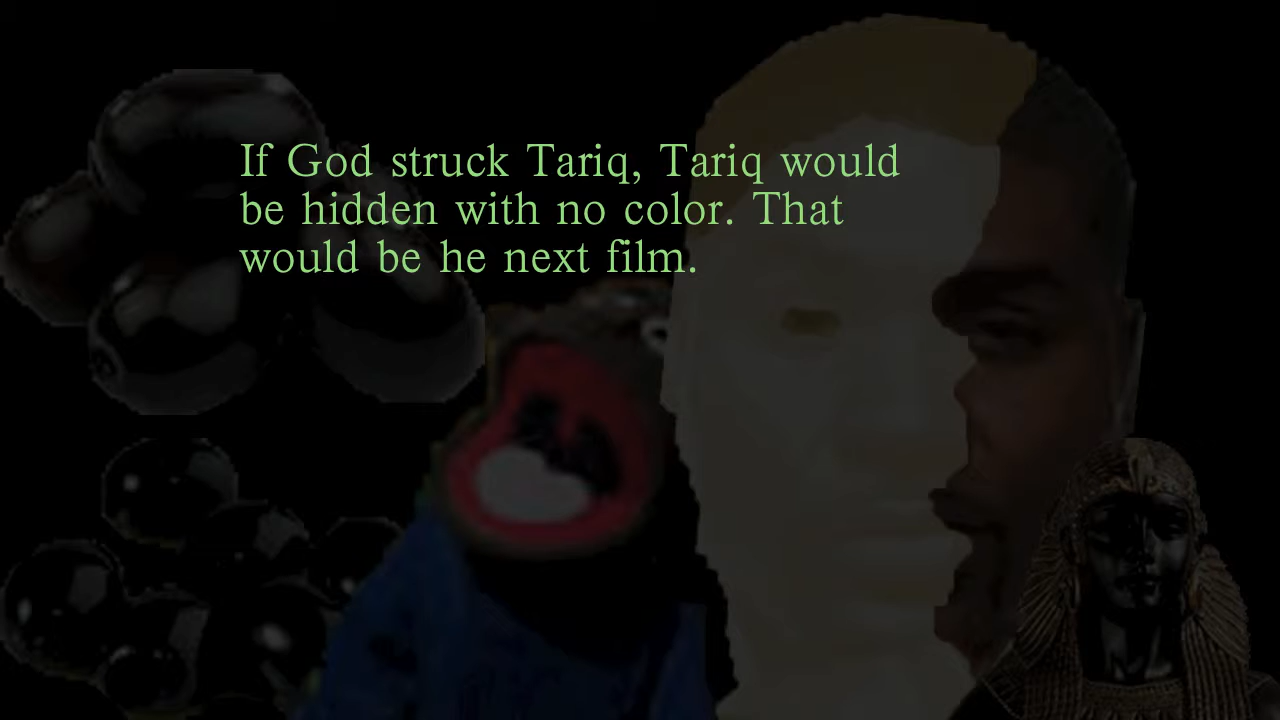 If God struck Tariq, Tariq would
be hidden with no color. That
would be he next film.